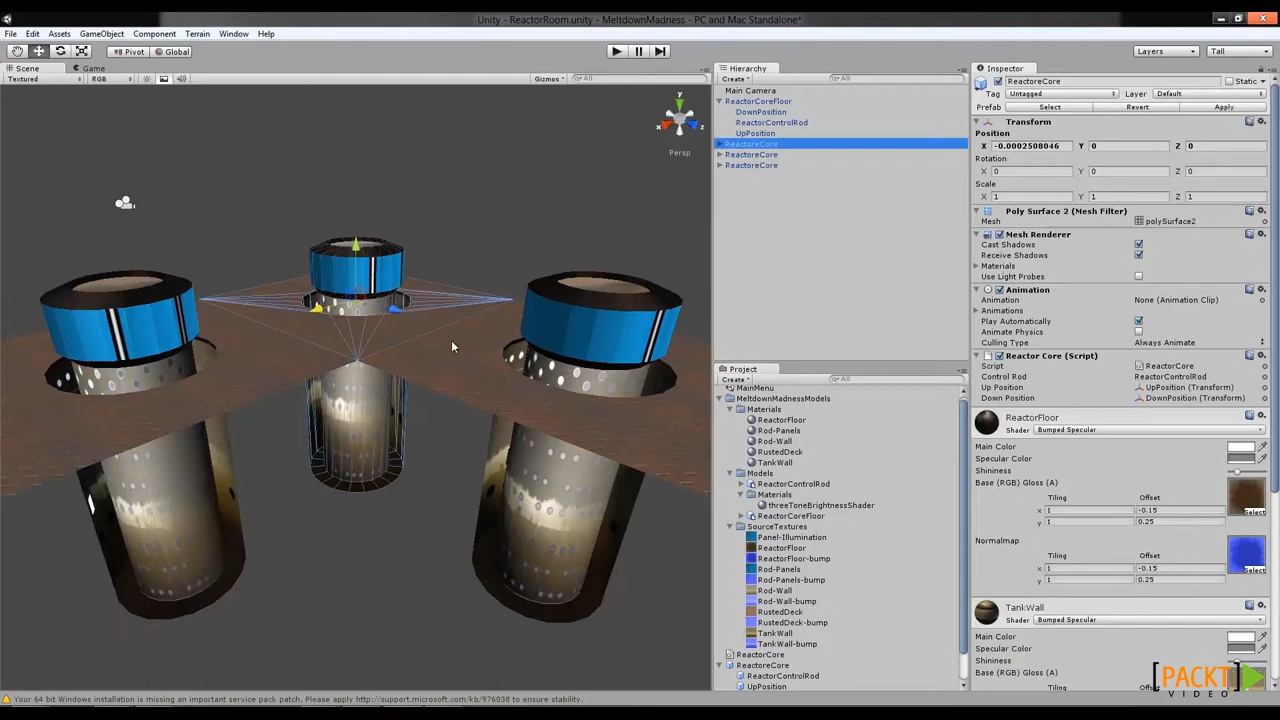 Unity - ReactorRoom.unity - MeltdownMadness - PC and Mac Standalone*
File Edit Assets GameObject Component Terrain Window Help
Pivot Global Layers Tall
Scene Game
Textured RGB Gizmos All
y
x z
Persp
Hierarchy
Create All
Main Camera
ReactorCoreFloor
DownPosition
ReactorControlRod
UpPosition
ReactoreCore
ReactoreCore
ReactoreCore
Project
Create All
MainMenu
MeltdownMadnessModels
Materials
ReactorFloor
Rod-Panels
Rod-Wall
RustedDeck
TankWall
Models
ReactorControlRod
Materials
threeToneBrightnessShader
ReactorCoreFloor
SourceTextures
Panel-Illumination
ReactorFloor
ReactorFloor-bump
Rod-Panels
Rod-Panels-bump
Rod-Wall
Rod-Wall-bump
RustedDeck
RustedDeck-bump
TankWall
TankWall-bump
ReactorCore
ReactoreCore
ReactorControlRod
UpPosition
Inspector
ReactoreCore Static
Tag Untagged Layer Default
Prefab Select Revert Apply
Transform
Position
X -0.0002508046 Y 0 Z 0
Rotation
X 0 Y 0 Z 0
Scale
X 1 Y 1 Z 1
Poly Surface 2 (Mesh Filter)
Mesh polySurface2
Mesh Renderer
Cast Shadows
Receive Shadows
Materials
Use Light Probes
Animation
Animation None (Animation Clip)
Animations
Play Automatically
Animate Physics
Culling Type Always Animate
Reactor Core (Script)
Script ReactorCore
Control Rod ReactorControlRod
Up Position UpPosition (Transform)
Down Position DownPosition (Transform)
ReactorFloor
Shader Bumped Specular
Main Color
Specular Color
Shininess
Base (RGB) Gloss (A)
Tiling Offset
x 1 -0.15
y 1 0.25
Select
Normalmap
Tiling Offset
x 1 -0.15
y 1 0.25
Select
TankWall
Shader Bumped Specular
Main Color
Specular Color
Shininess
Base (RGB) Gloss (A)
Tiling Offset
[PACKT]
VIDEO
Your 64 bit Windows installation is missing an important service pack patch. Please apply http://support.microsoft.com/kb/976038 to ensure stability.